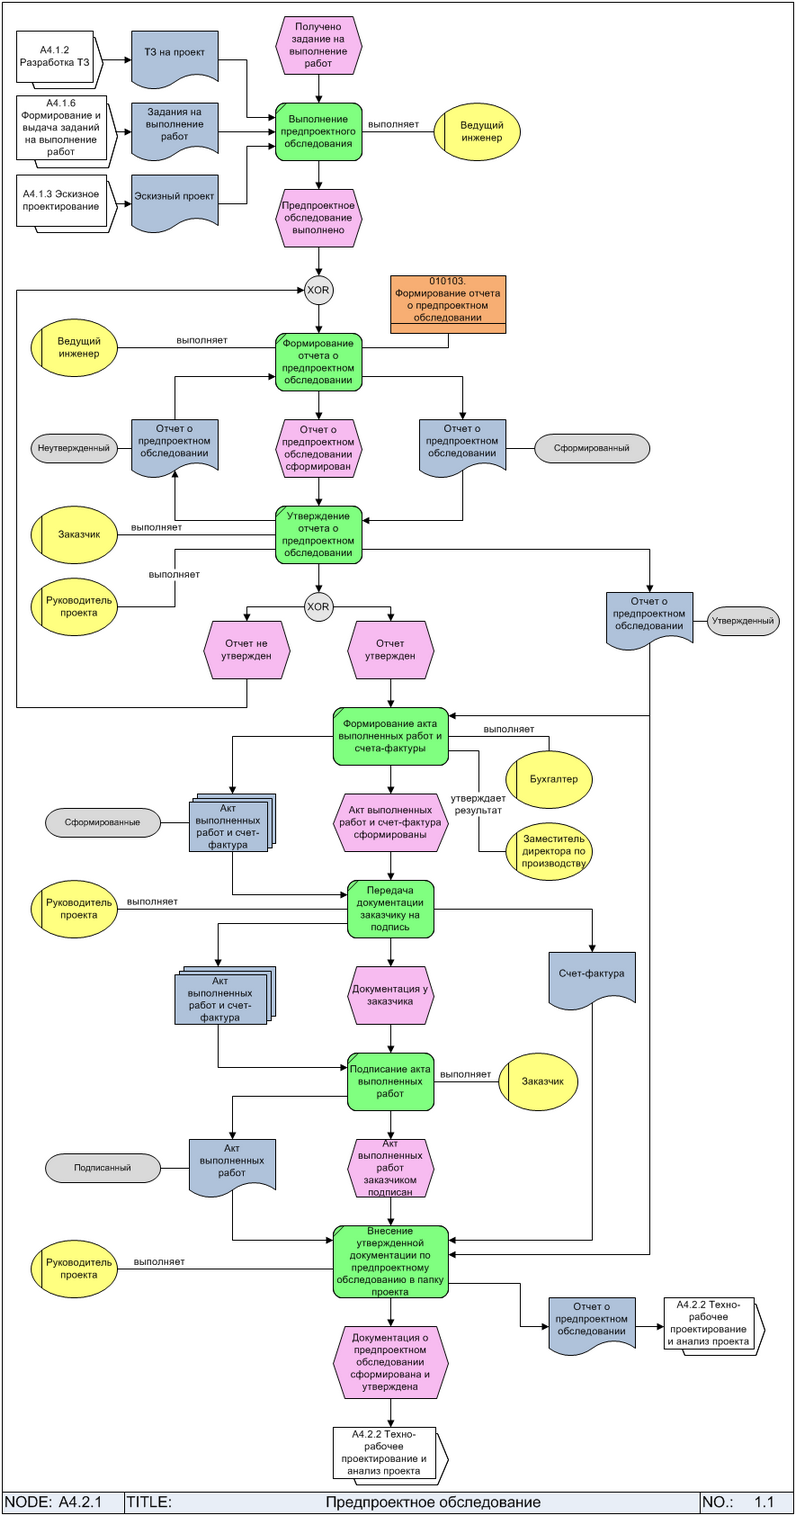 Получено
задание на
выполнение
работ
А4.1.2
Разработка ТЗ
ТЗ на проект
А4.1.6
Формирование и
выдача заданий
на выполнение
работ
Задания на
выполнение
работ
Выполнение
предпроектного
обследования
выполняет
Ведущий
инженер
А4.1.3 Эскизное
проектирование
Эскизный проект
Предпроектное
обследование
выполнено
XOR
010103.
Формирование отчета
о предпроектном
обследовании
Ведущий
инженер
выполняет
Формирование
отчета о
предпроектном
обследовании
Неутвержденный
Отчет о
предпроектном
обследовании
Отчет о
предпроектном
обследовании
сформирован
Отчет о
предпроектном
обследовании
Сформированный
Заказчик
выполняет
Утверждение
отчета о
предпроектном
обследовании
выполняет
Руководитель
проекта
XOR
Отчет о
предпроектном
обследовании
Утвержденный
Отчет не
утвержден
Отчет
утвержден
Формирование акта
выполненных работ и
счета-фактуры
выполняет
Бухгалтер
утверждает
результат
Сформированные
Акт
выполненных
работ и счет-
фактура
Акт выполненных
работ и счет-фактура
сформированы
Заместитель
директора по
производству
Руководитель
проекта
выполняет
Передача
документации
заказчику на
подпись
Акт
выполненных
работ и счет-
фактура
Документация у
заказчика
Счет-фактура
Подписание акта
выполненных
работ
выполняет
Заказчик
Подписанный
Акт
выполненных
работ
Акт
выполненных
работ
заказчиком
подписан
Руководитель
проекта
выполняет
Внесение
утвержденной
документации по
предпроектному
обследованию в папку
проекта
Отчет о
предпроектном
обследовании
А4.2.2 Техно-
рабочее
проектирование
и анализ проекта
Документация о
предпроектном
обследовании
сформирована и
утверждена
А4.2.2 Техно-
рабочее
проектирование и
анализ проекта
NODE: А4.2.1 TITLE: Предпроектное обследование NO.: 1.1